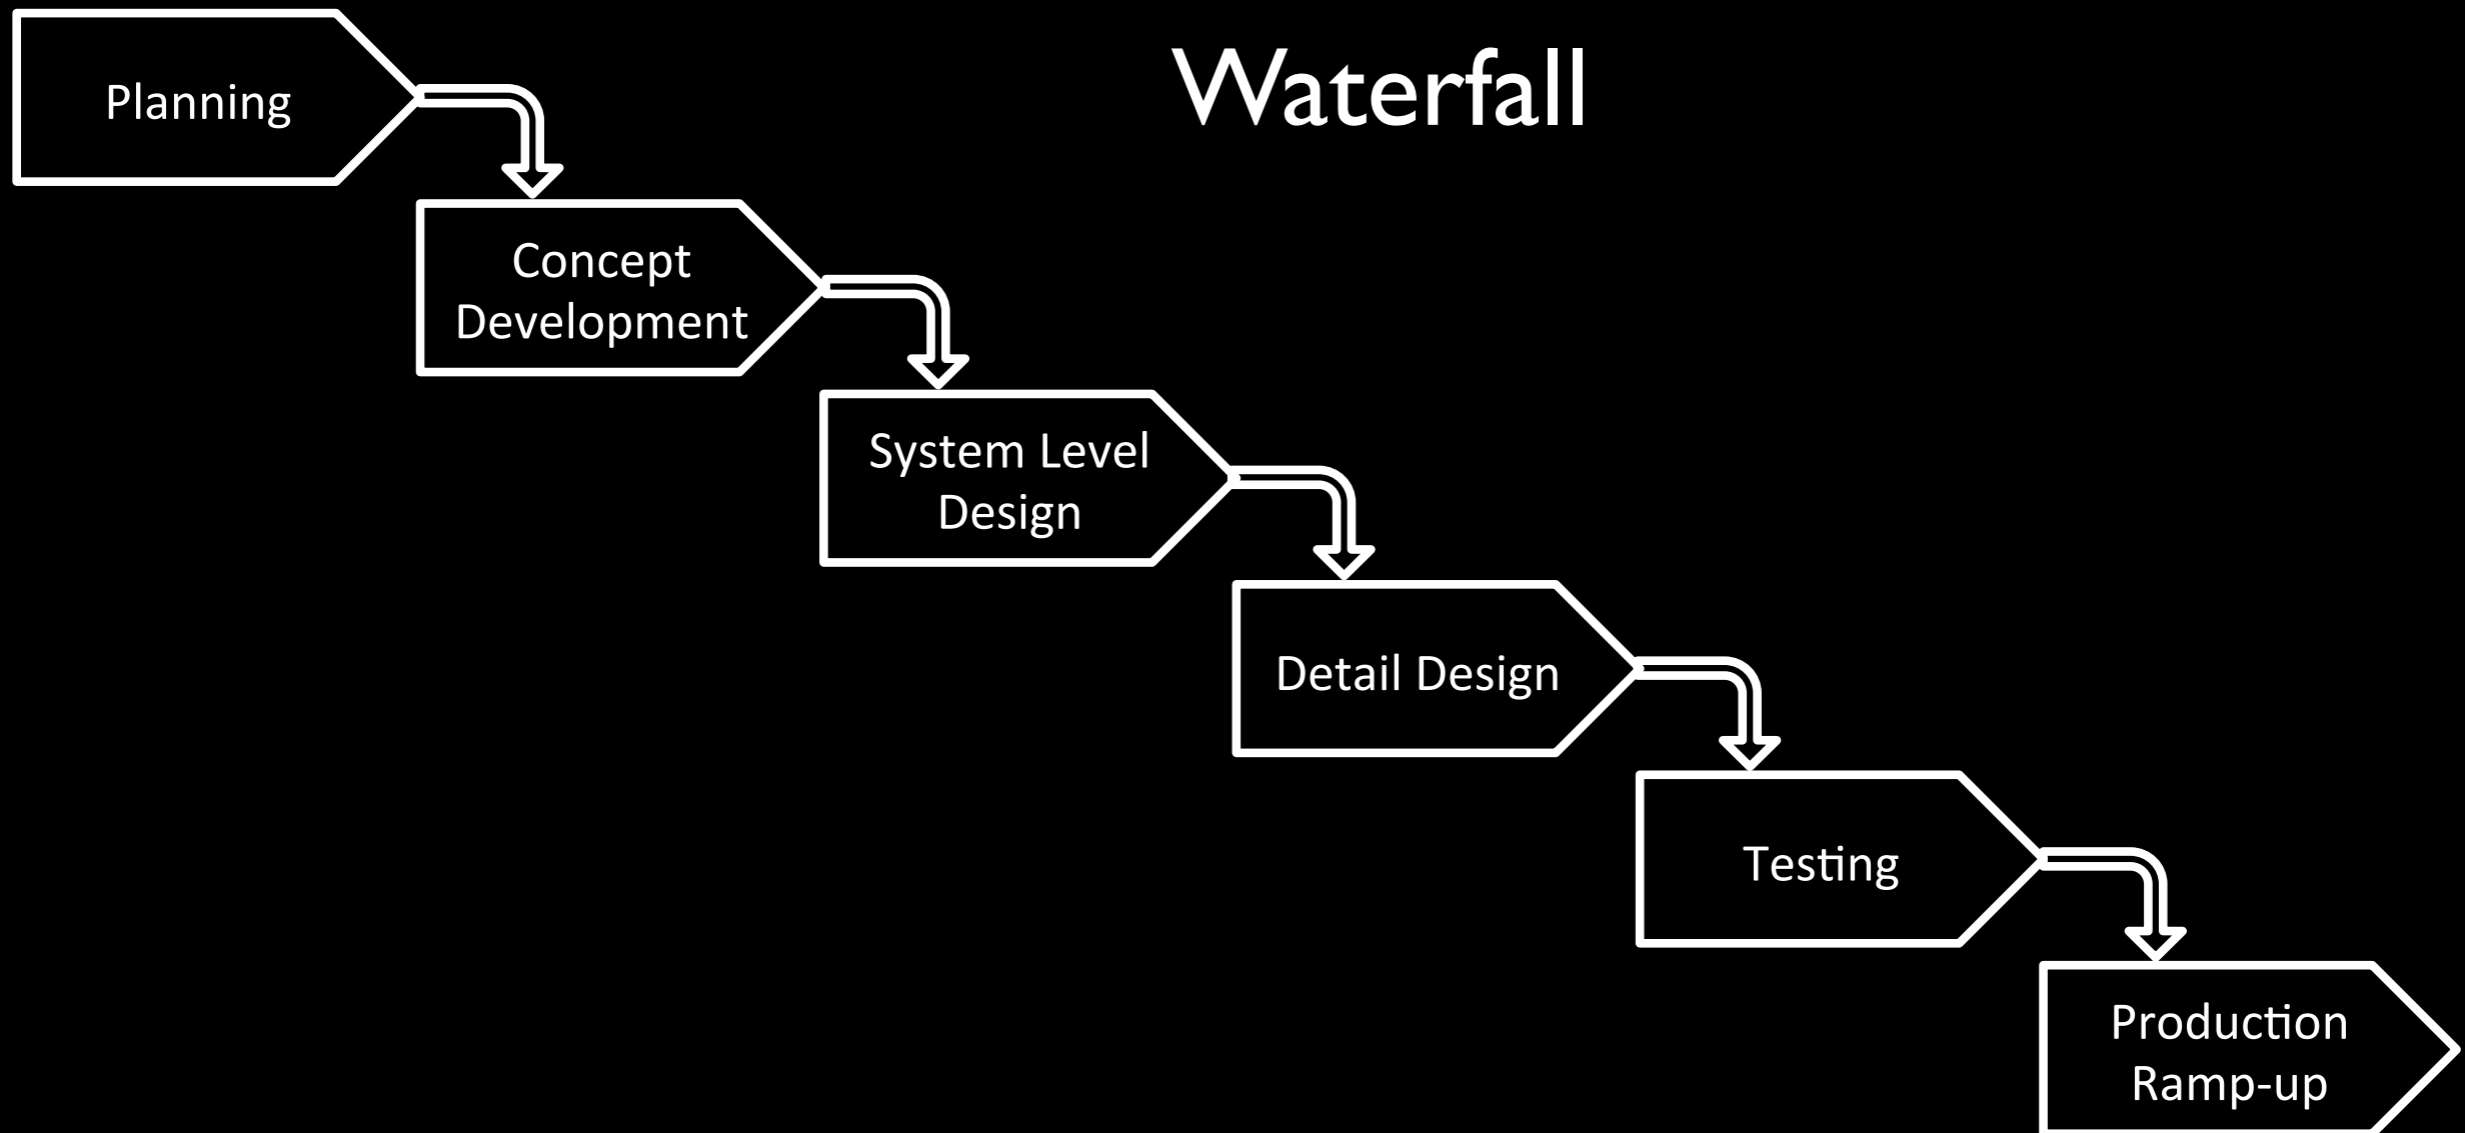 Waterfall
Planning
Concept
Development
System Level
Design
Detail Design
Testing
Production
Ramp-up